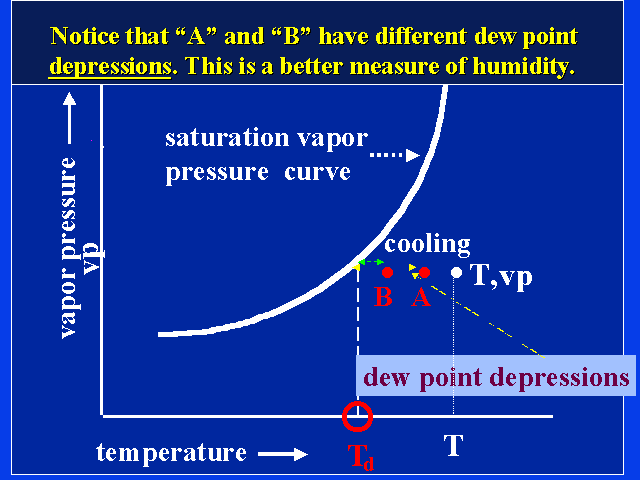 Notice that “A” and “B” have different dew point
depressions. This is a better measure of humidity.
saturation vapor
pressure curve
vapor pressure
vp
cooling
T,vp
B
A
dew point depressions
temperature
Td
T